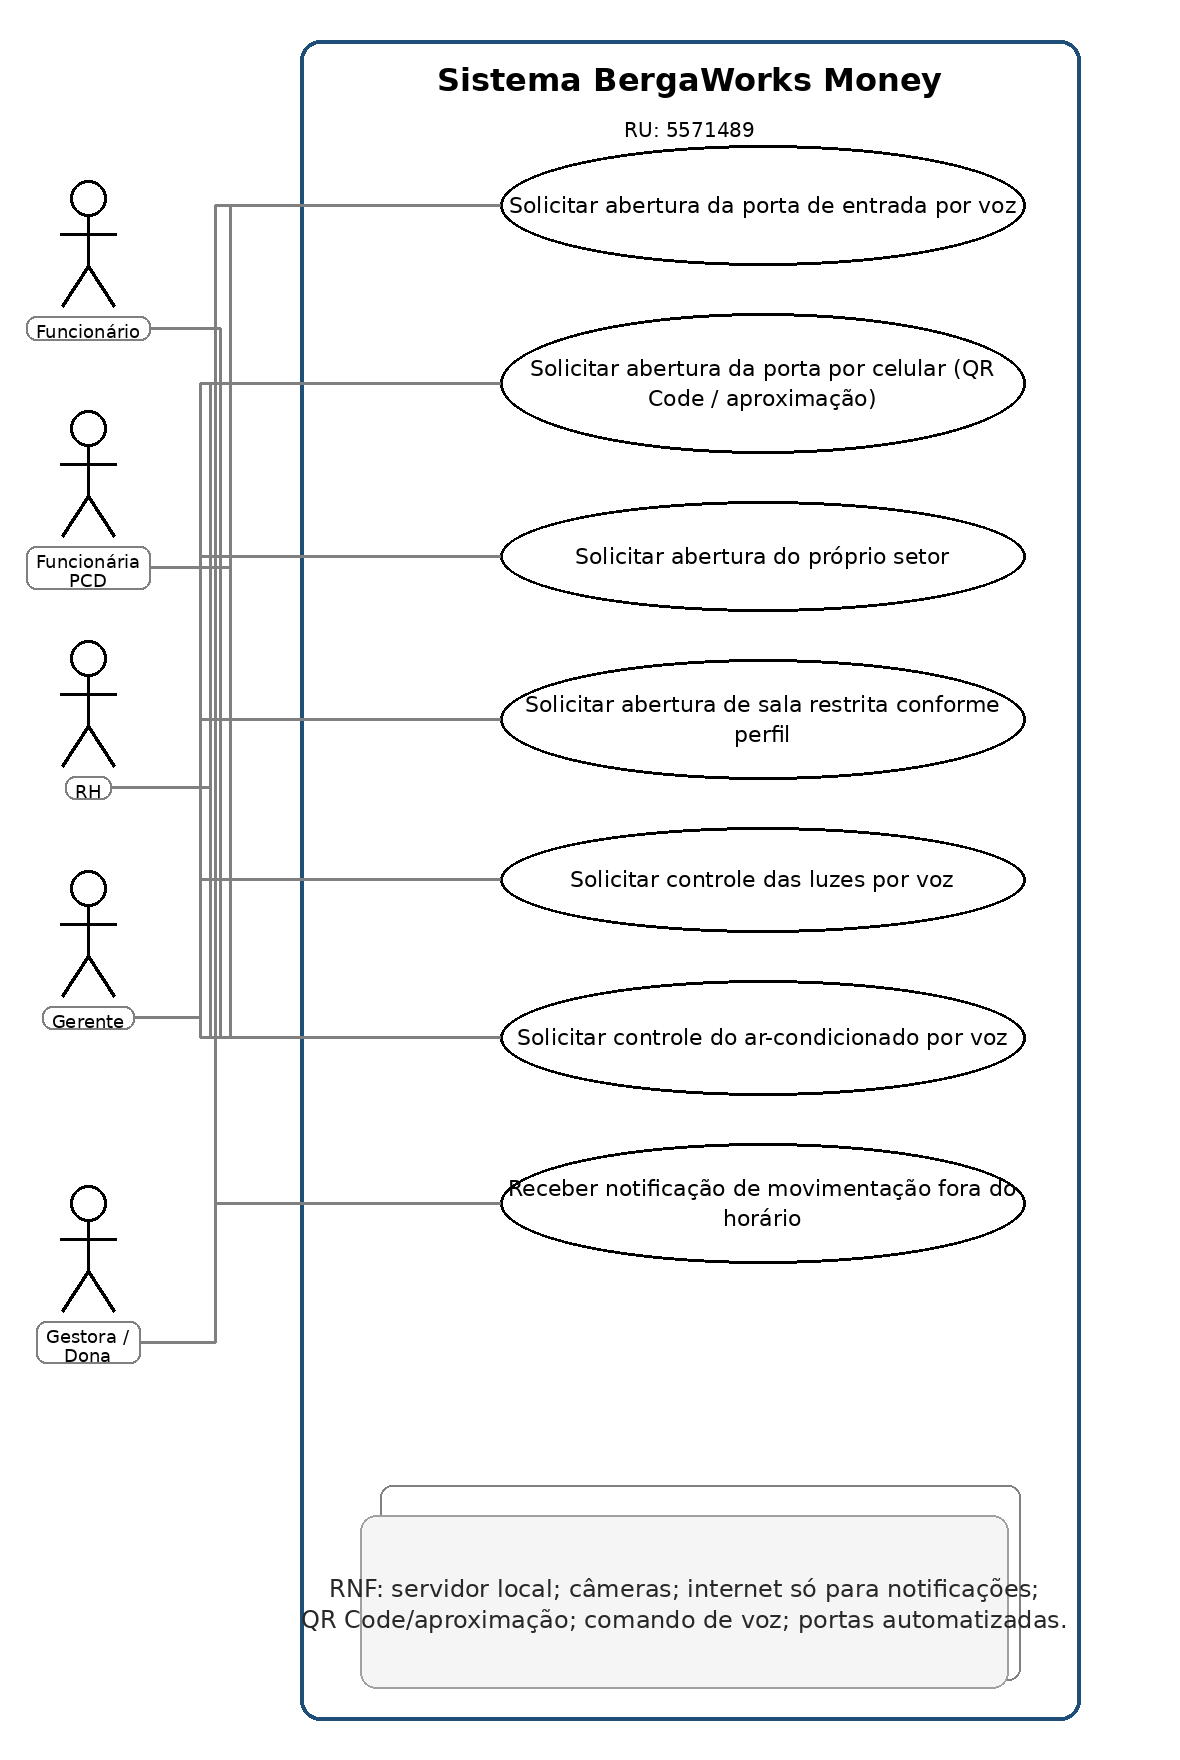 Sistema BergaWorks Money
RU: 5571489
Solicitar abertura da porta de entrada por voz
Funcionário
Solicitar abertura da porta por celular (QR
Code / aproximação)
Funcionária
PCD
Solicitar abertura do próprio setor
Solicitar abertura de sala restrita conforme
perfil
RH
Solicitar controle das luzes por voz
Gerente
Solicitar controle do ar-condicionado por voz
Receber notificação de movimentação fora do
horário
Gestora /
Dona
RNF: servidor local; câmeras; internet só para notificações;
QR Code/aproximação; comando de voz; portas automatizadas.